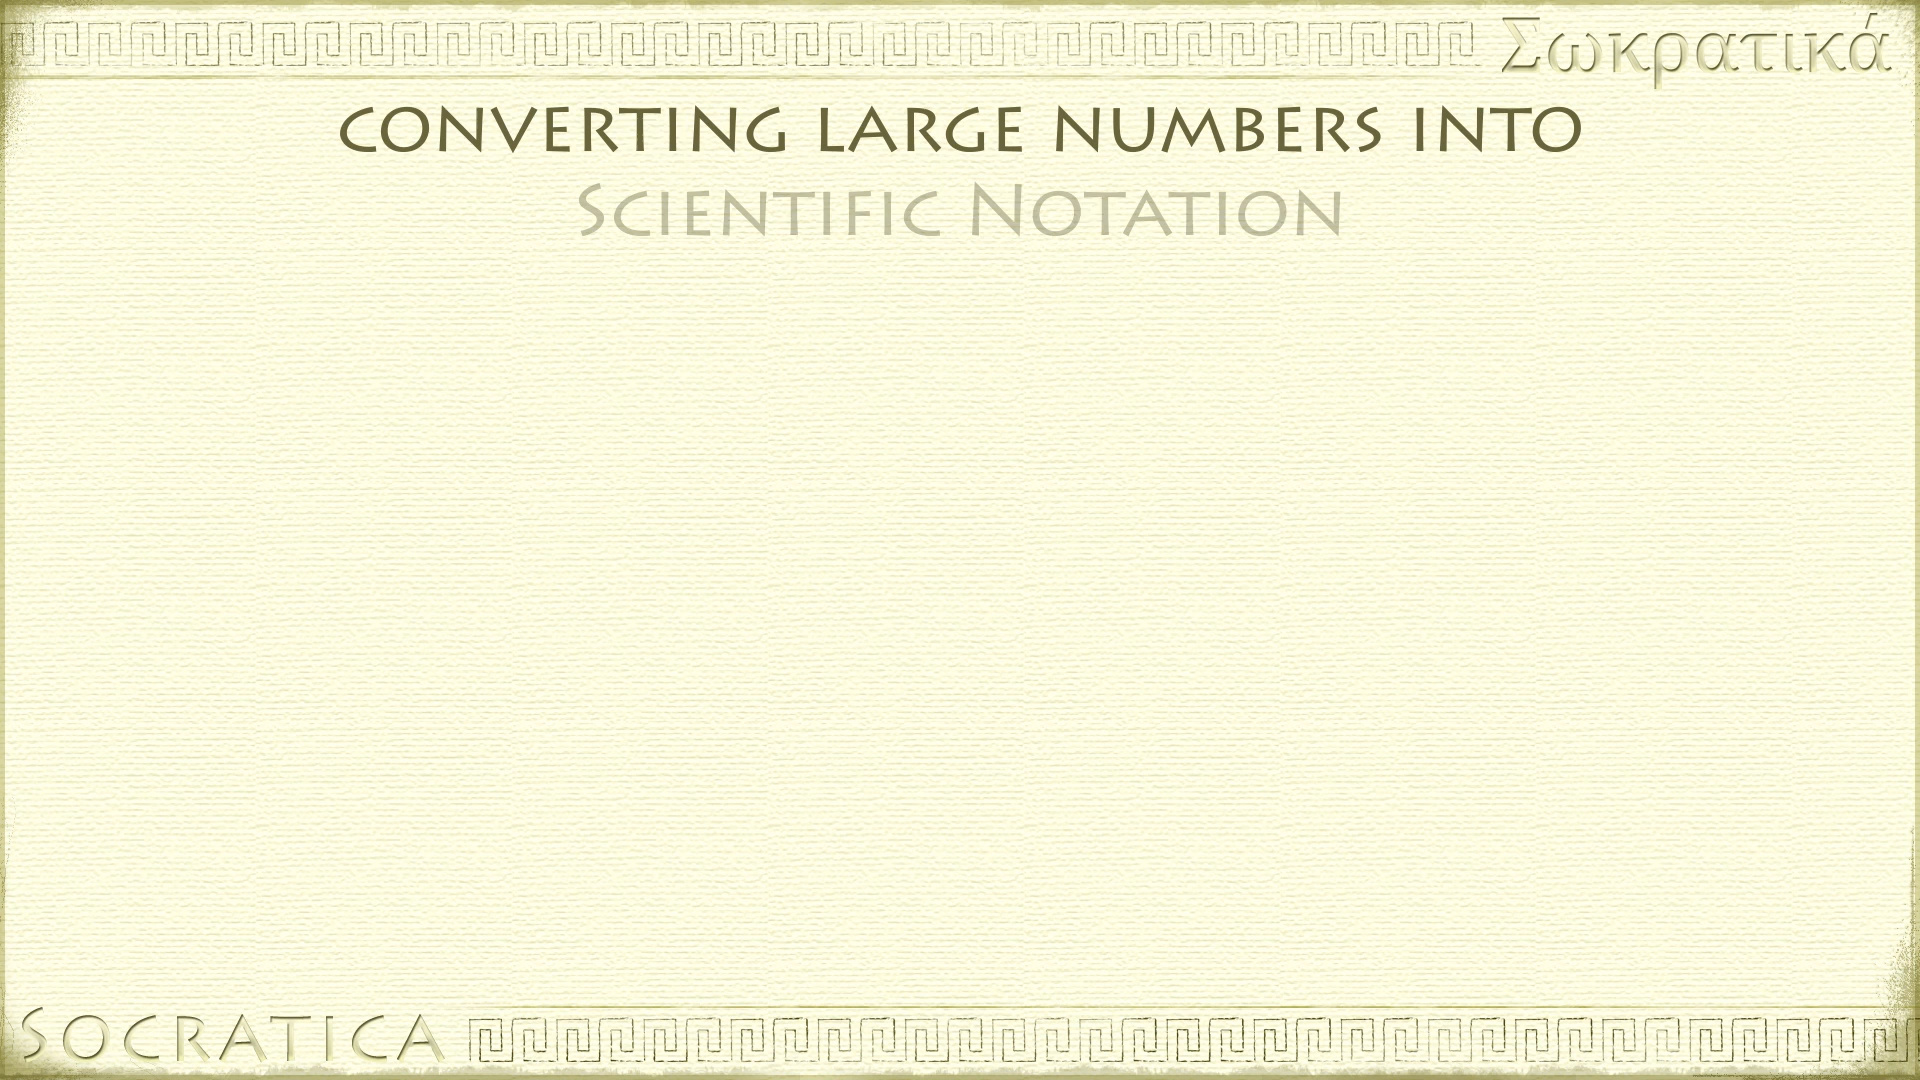 Σωκρατικά
CONVERTING LARGE NUMBERS INTO
SCIENTIFIC NOTATION
SOCRATICA